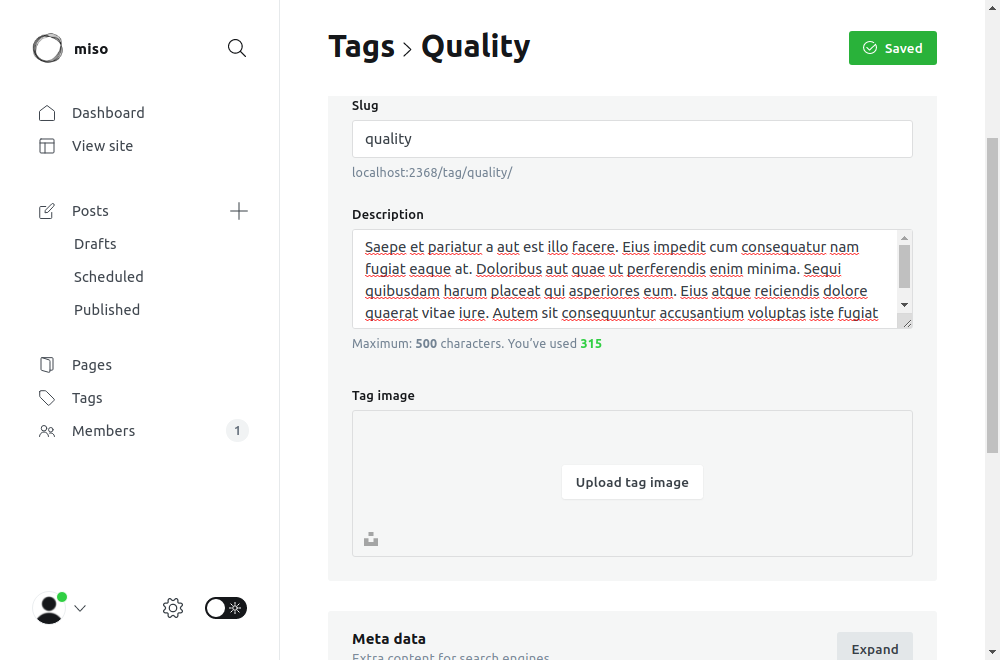 miso
Dashboard
View site
Posts
Drafts
Scheduled
Published
Pages
Tags
Members 1
Tags > Quality
Saved
Slug
quality
localhost:2368/tag/quality/
Description
Saepe et pariatur a aut est illo facere. Eius impedit cum consequatur nam
fugiat eaque at. Doloribus aut quae ut perferendis enim minima. Sequi
quibusdam harum placeat qui asperiores eum. Eius atque reiciendis dolore
quaerat vitae iure. Autem sit consequuntur accusantium voluptas iste fugiat
Maximum: 500 characters. You've used 315
Tag image
Upload tag image
Meta data
Extra content for search engines
Expand